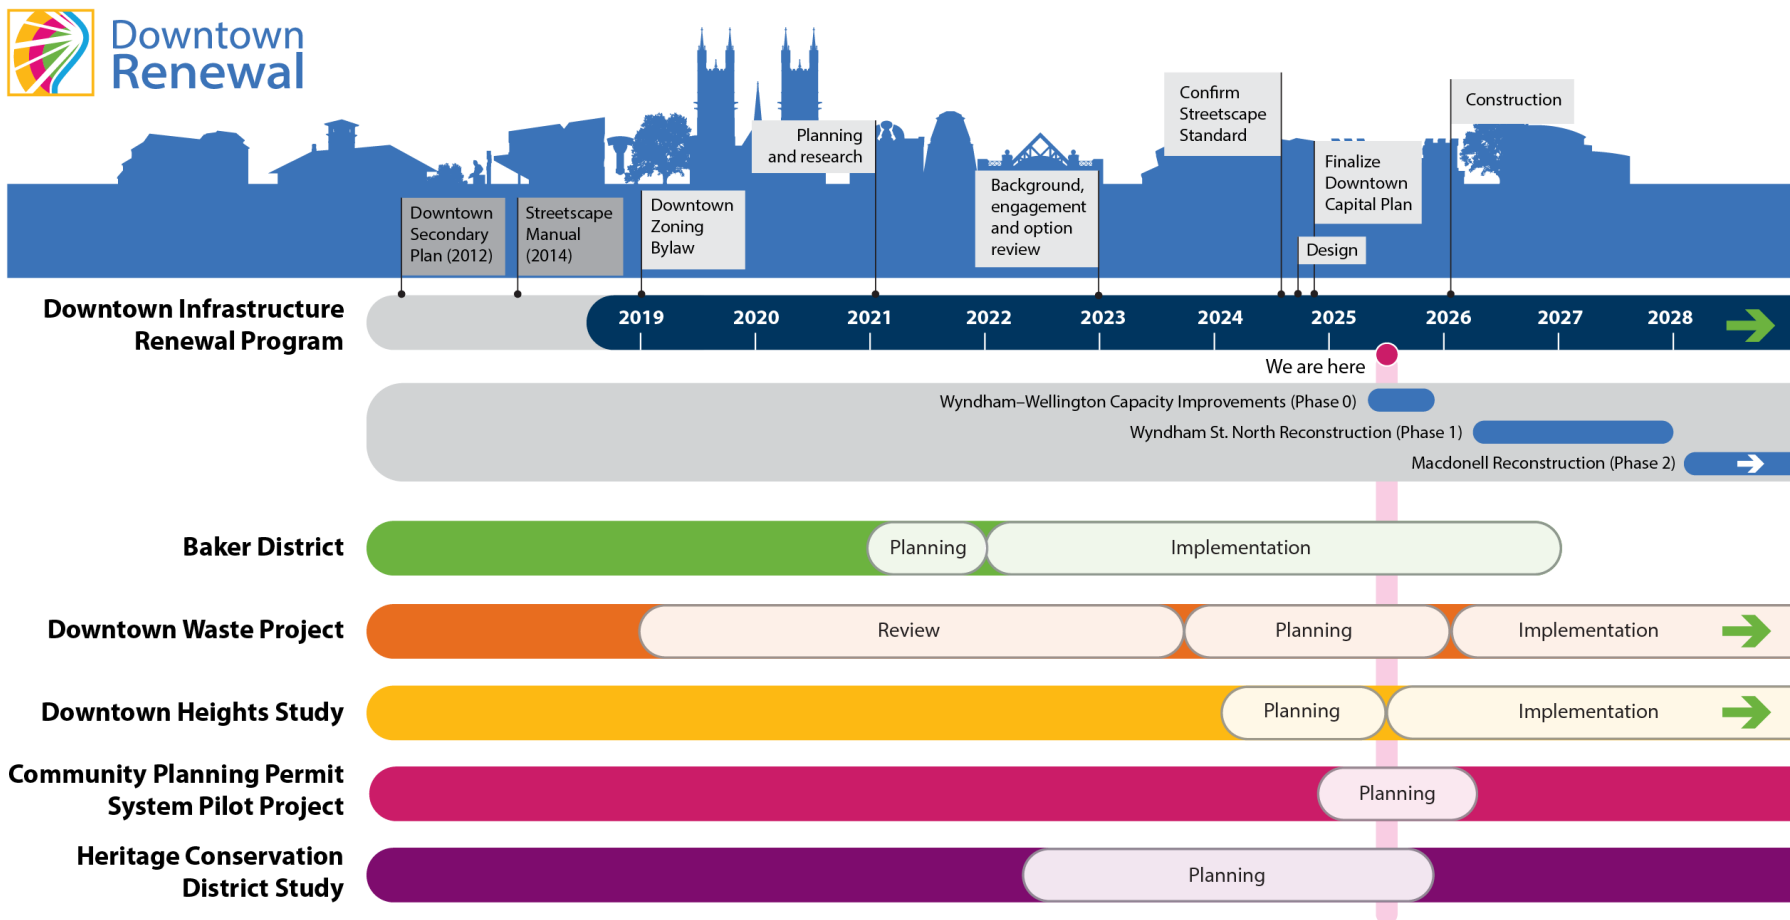 Downtown
Renewal
Confirm
Streetscape
Standard
Construction
Planning
and research
Finalize
Downtown
Capital Plan
Background,
engagement
and option
review
Downtown
Zoning
Bylaw
Downtown
Secondary
Plan (2012)
Streetscape
Manual
(2014)
Design
Downtown Infrastructure
Renewal Program
2019 2020 2021 2022 2023 2024 2025 2026 2027 2028
We are here
Wyndham–Wellington Capacity Improvements (Phase 0)
Wyndham St. North Reconstruction (Phase 1)
Macdonell Reconstruction (Phase 2)
Baker District
Planning
Implementation
Downtown Waste Project
Review
Planning
Implementation
Downtown Heights Study
Planning
Implementation
Community Planning Permit
System Pilot Project
Planning
Heritage Conservation
District Study
Planning